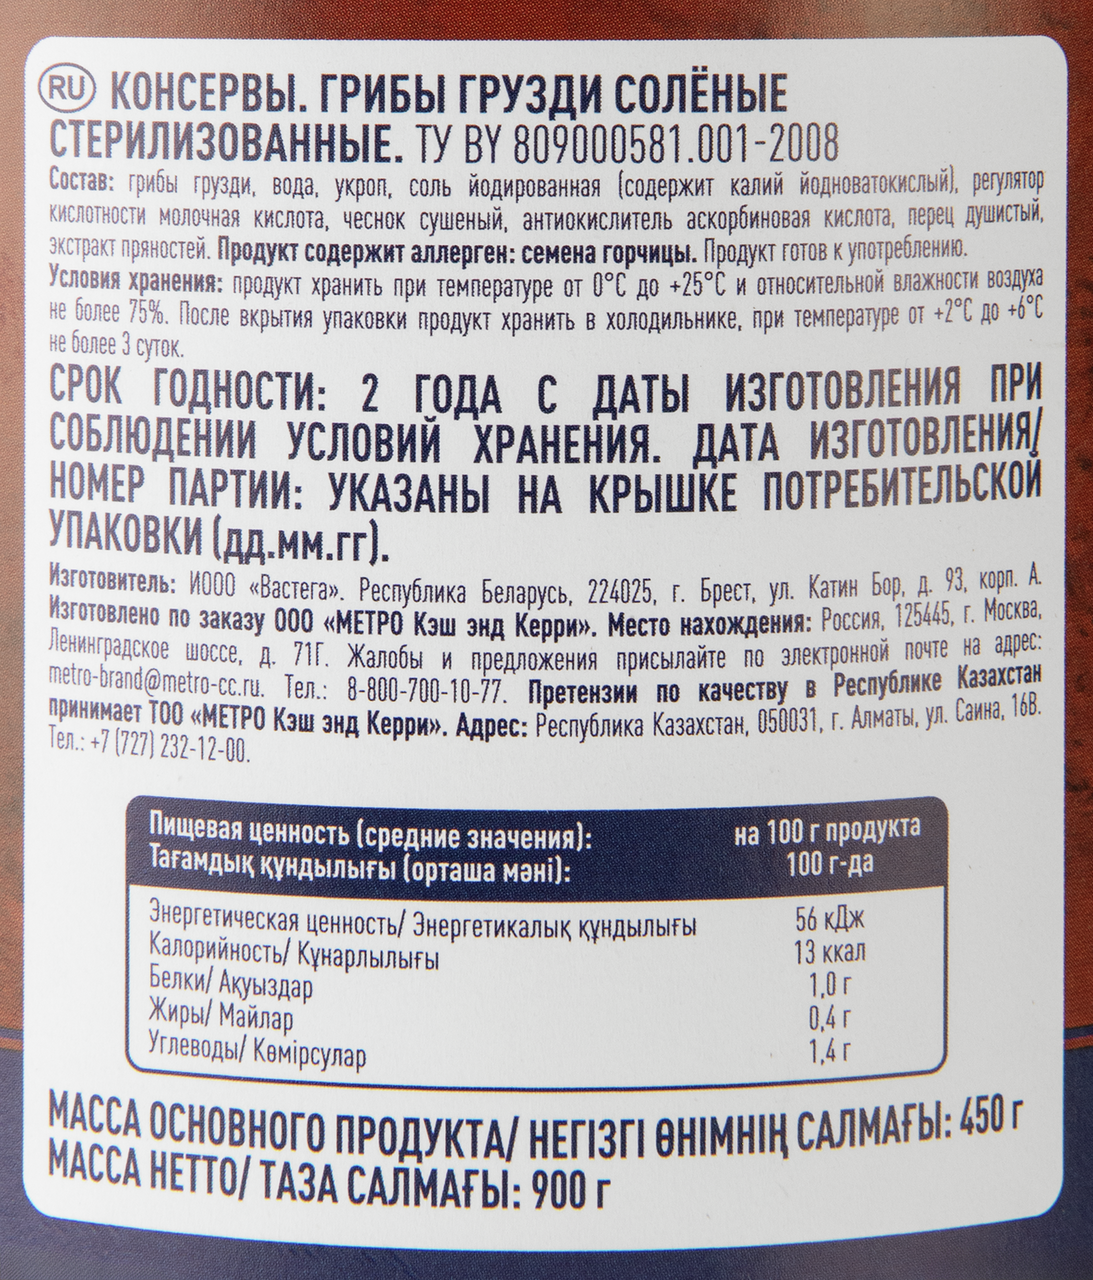 RU КОНСЕРВЫ. ГРИБЫ ГРУЗДИ СОЛЁНЫЕ
СТЕРИЛИЗОВАННЫЕ. ТУ BY 809000581.001-2008
Состав: грибы грузди, вода, укроп, соль йодированная (содержит калий йодноватокислый), регулятор
кислотности молочная кислота, чеснок сушеный, антиокислитель аскорбиновая кислота, перец душистый,
экстракт пряностей. Продукт содержит аллерген: семена горчицы. Продукт готов к употреблению.
Условия хранения: продукт хранить при температуре от 0°С до +25°С и относительной влажности воздуха
не более 75%. После вкрытия упаковки продукт хранить в холодильнике, при температуре от +2°С до +6°С
не более 3 суток.
СРОК ГОДНОСТИ: 2 ГОДА С ДАТЫ ИЗГОТОВЛЕНИЯ ПРИ
СОБЛЮДЕНИИ УСЛОВИЙ ХРАНЕНИЯ. ДАТА ИЗГОТОВЛЕНИЯ/
НОМЕР ПАРТИИ: УКАЗАНЫ НА КРЫШКЕ ПОТРЕБИТЕЛЬСКОЙ
УПАКОВКИ (ДД.ММ.ГГ).
Изготовитель: ИООО «Вастега». Республика Беларусь, 224025, г. Брест, ул. Катин Бор, д. 93, корп. А.
Изготовлено по заказу ООО «МЕТРО Кэш энд Керри». Место нахождения: Россия, 125445, г. Москва,
Ленинградское шоссе, д. 71Г. Жалобы и предложения присылайте по электронной почте на адрес:
metro-brand@metro-cc.ru. Тел.: 8-800-700-10-77. Претензии по качеству в Республике Казахстан
принимает ТОО «МЕТРО Кэш энд Керри». Адрес: Республика Казахстан, 050031, г. Алматы, ул. Саина, 16В.
Тел.: +7 (727) 232-12-00.
Пищевая ценность (средние значения): на 100 г продукта
Тағамдық құндылығы (орташа мәні): 100 г-да
Энергетическая ценность/ Энергетикалық құндылығы 56 кДж
Калорийность/ Құнарлылығы 13 ккал
Белки/ Ақуыздар 1,0 г
Жиры/ Майлар 0,4 г
Углеводы/ Көмірсулар 1,4 г
МАССА ОСНОВНОГО ПРОДУКТА/ НЕГІЗГІ ӨНІМНІҢ САЛМАҒЫ: 450 г
МАССА НЕТТО/ ТАЗА САЛМАҒЫ: 900 г